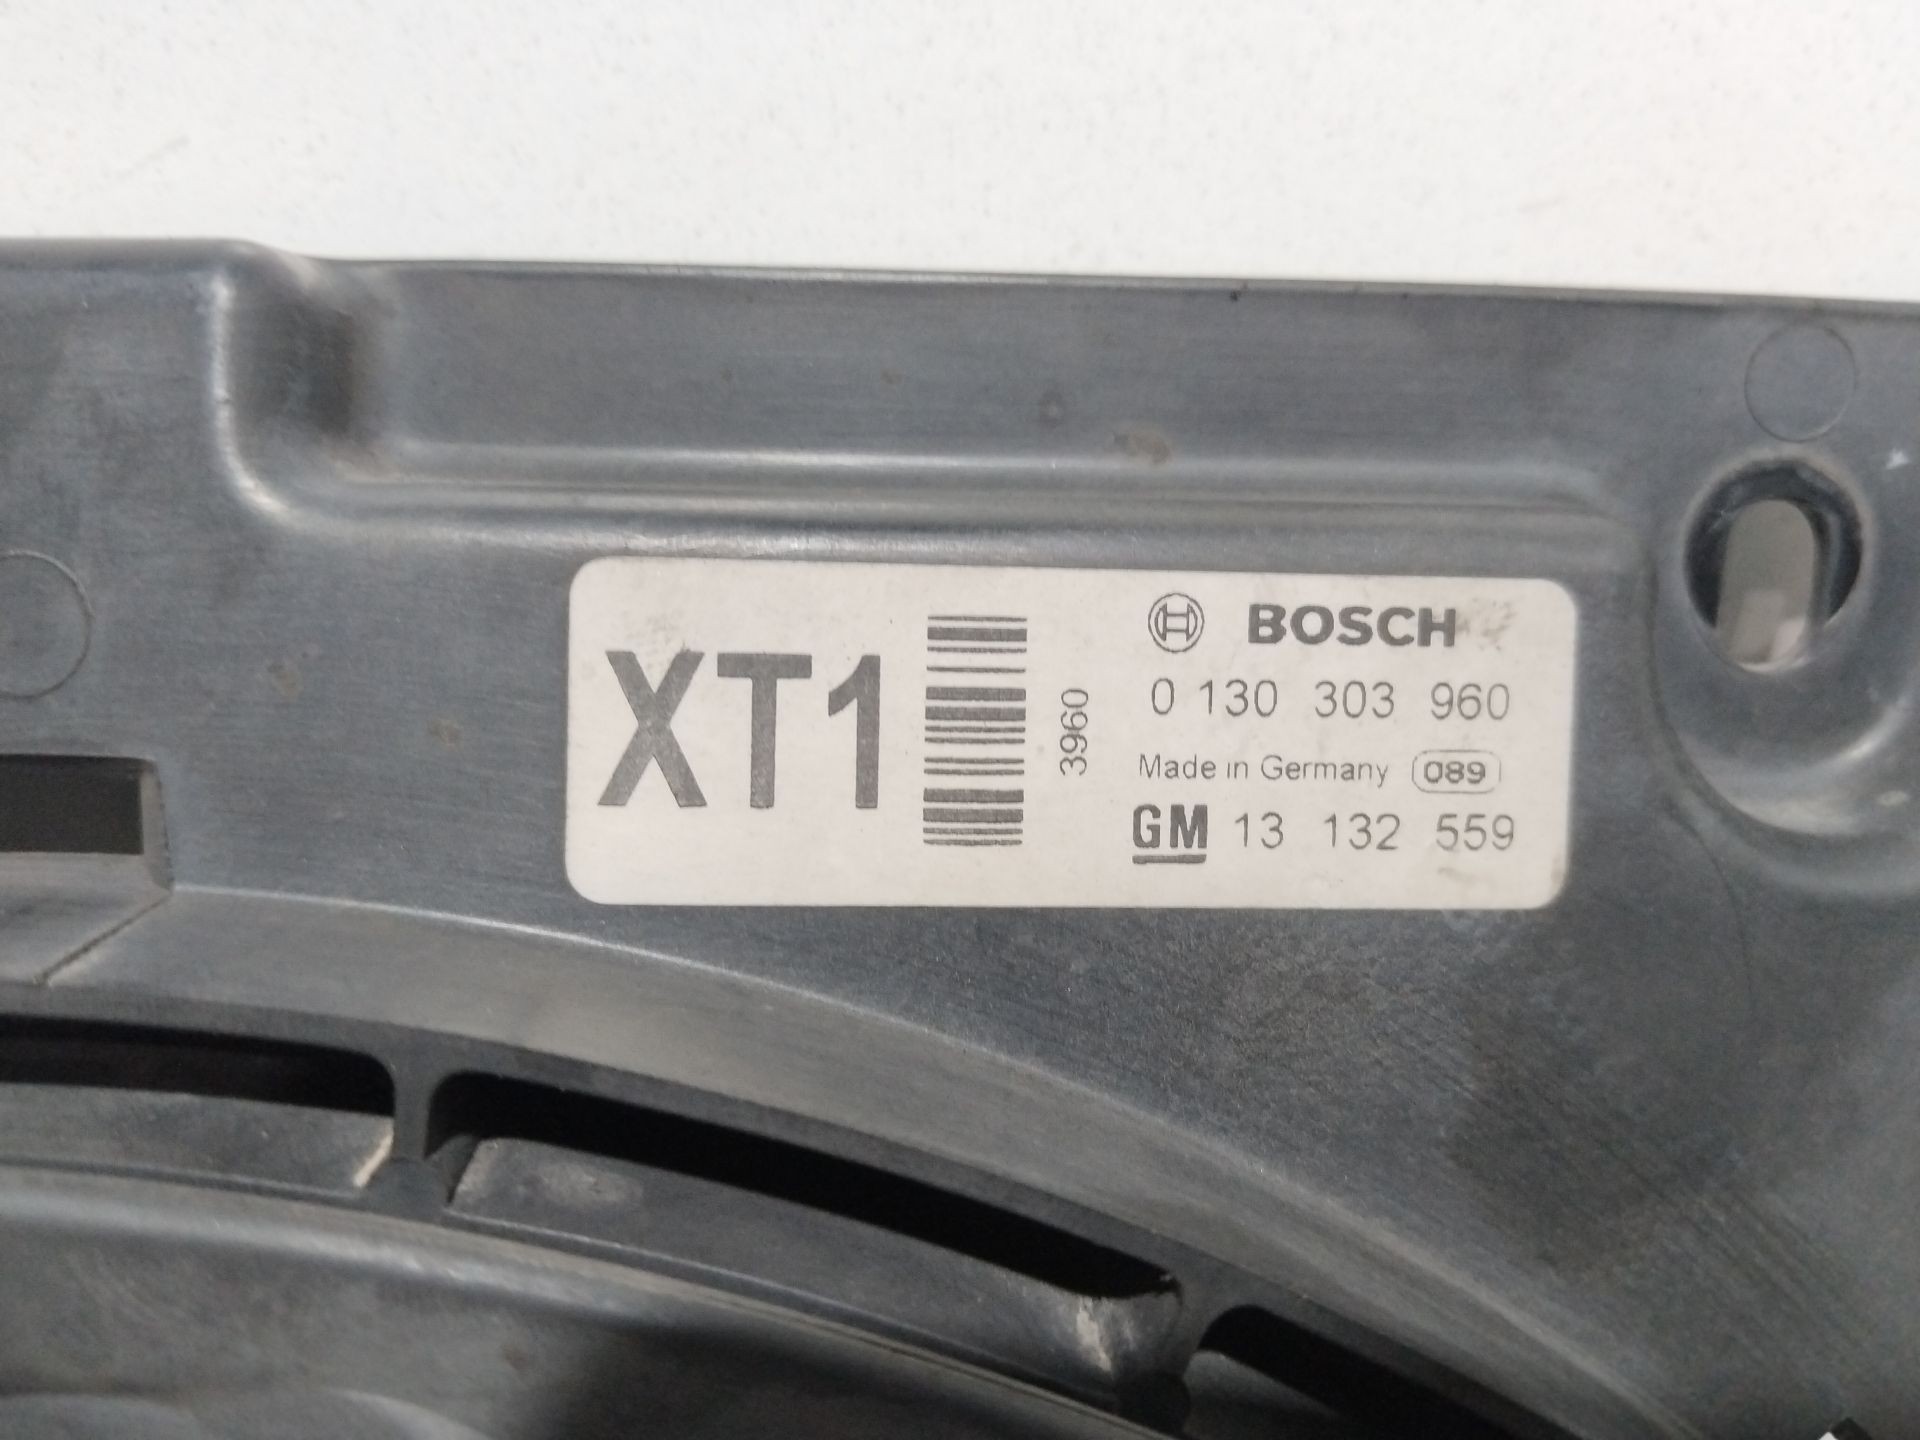 XT1
3960
BOSCH
0 130 303 960
Made in Germany 089
GM 13 132 559